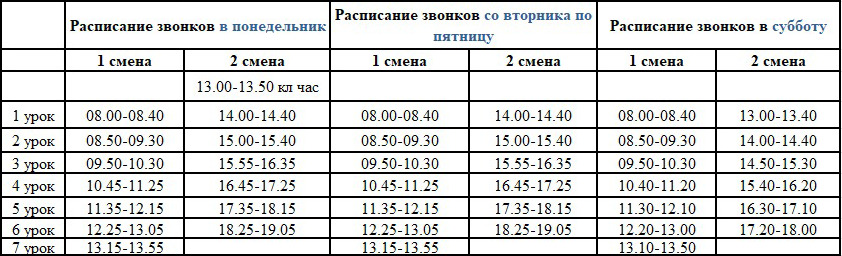 Расписание звонков в понедельник Расписание звонков со вторника по пятницу Расписание звонков в субботу
1 смена 2 смена 1 смена 2 смена 1 смена 2 смена
13.00-13.50 кл час
1 урок 08.00-08.40 14.00-14.40 08.00-08.40 14.00-14.40 08.00-08.40 13.00-13.40
2 урок 08.50-09.30 15.00-15.40 08.50-09.30 15.00-15.40 08.50-09.30 14.00-14.40
3 урок 09.50-10.30 15.55-16.35 09.50-10.30 15.55-16.35 09.50-10.30 14.50-15.30
4 урок 10.45-11.25 16.45-17.25 10.45-11.25 16.45-17.25 10.40-11.20 15.40-16.20
5 урок 11.35-12.15 17.35-18.15 11.35-12.15 17.35-18.15 11.30-12.10 16.30-17.10
6 урок 12.25-13.05 18.25-19.05 12.25-13.05 18.25-19.05 12.20-13.00 17.20-18.00
7 урок 13.15-13.55 13.15-13.55 13.10-13.50